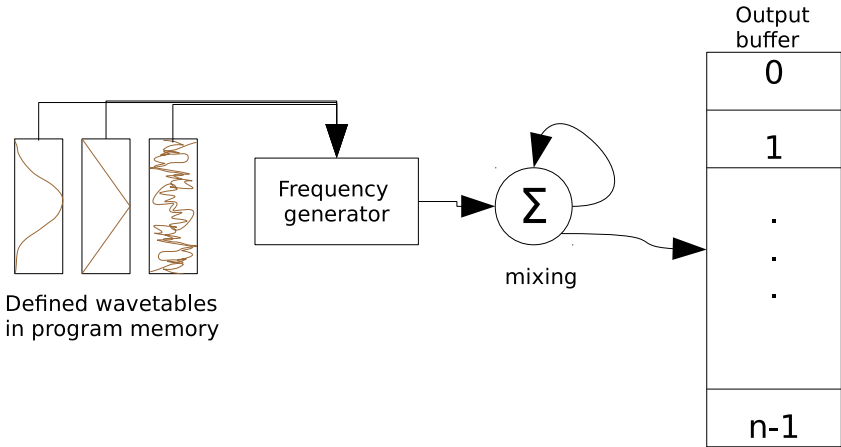 Output
buffer
0
1
Frequency
generator
Σ
mixing
Defined wavetables
in program memory
.
.
.
n-1